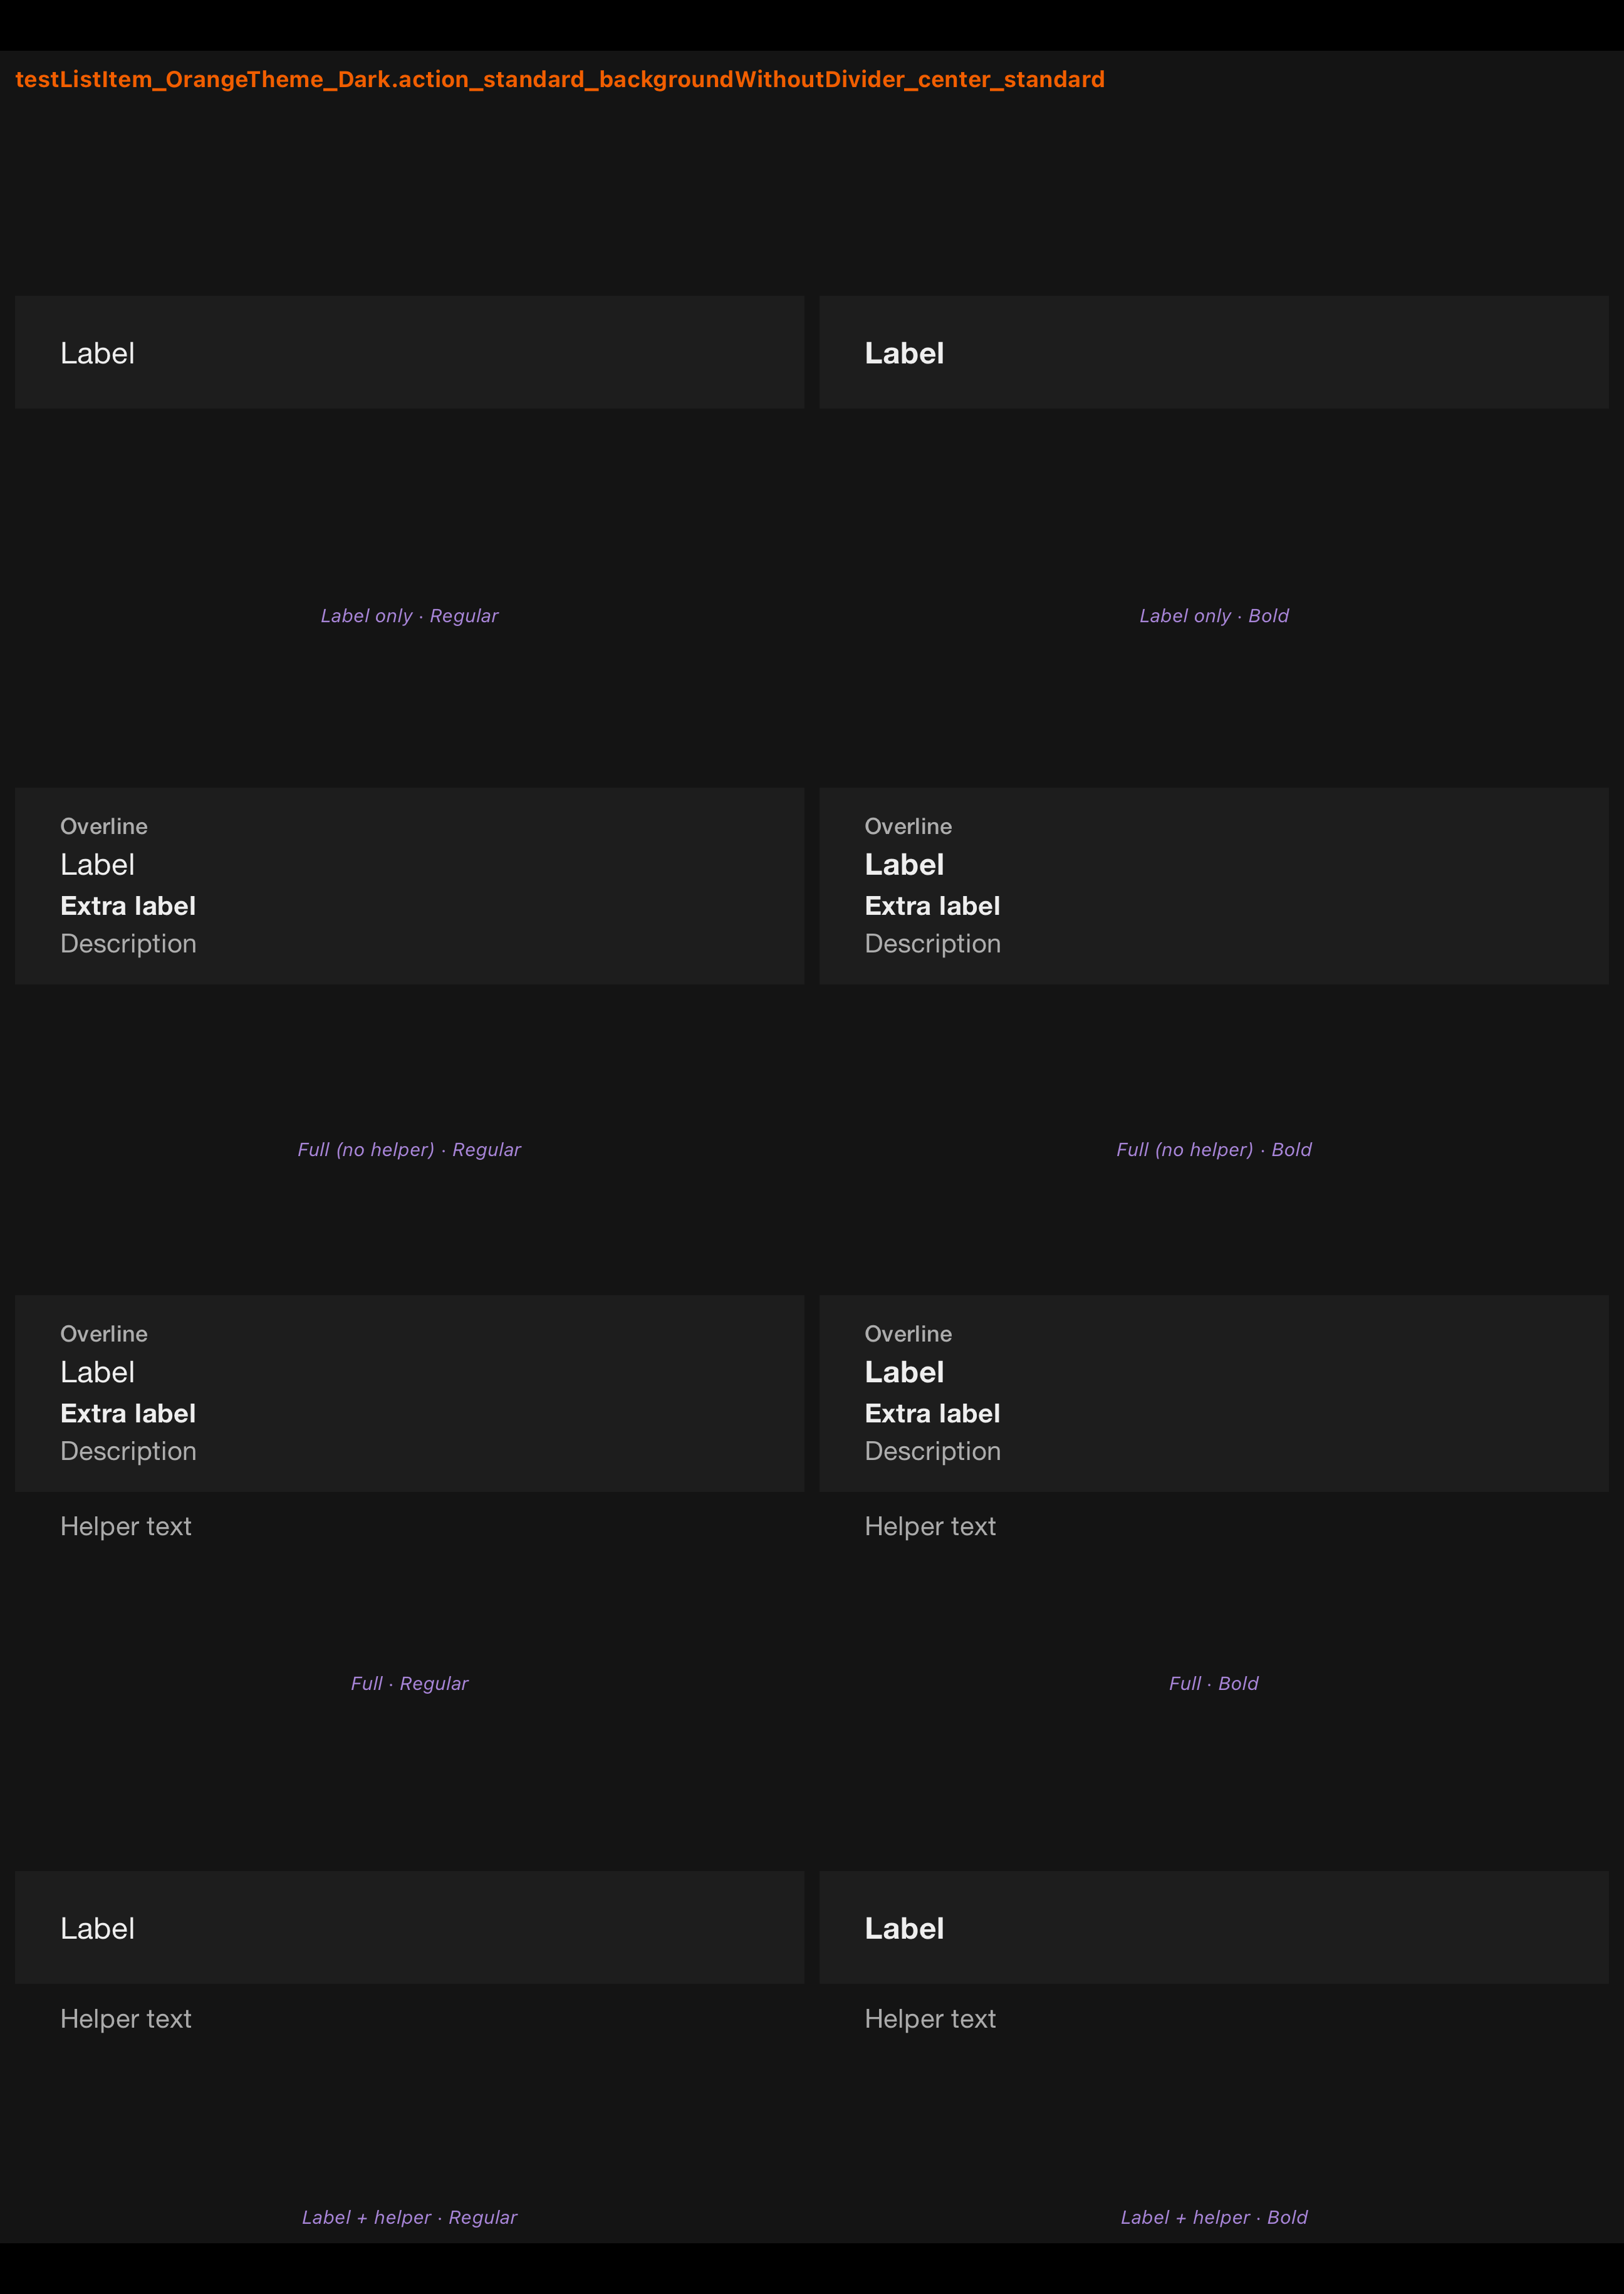 testListItem_OrangeTheme_Dark.action_standard_backgroundWithoutDivider_center_standard
Label
Label
Label only · Regular
Label only · Bold
Overline
Label
Extra label
Description
Overline
Label
Extra label
Description
Full (no helper) · Regular
Full (no helper) · Bold
Overline
Label
Extra label
Description
Helper text
Overline
Label
Extra label
Description
Helper text
Full · Regular
Full · Bold
Label
Helper text
Label
Helper text
Label + helper · Regular
Label + helper · Bold